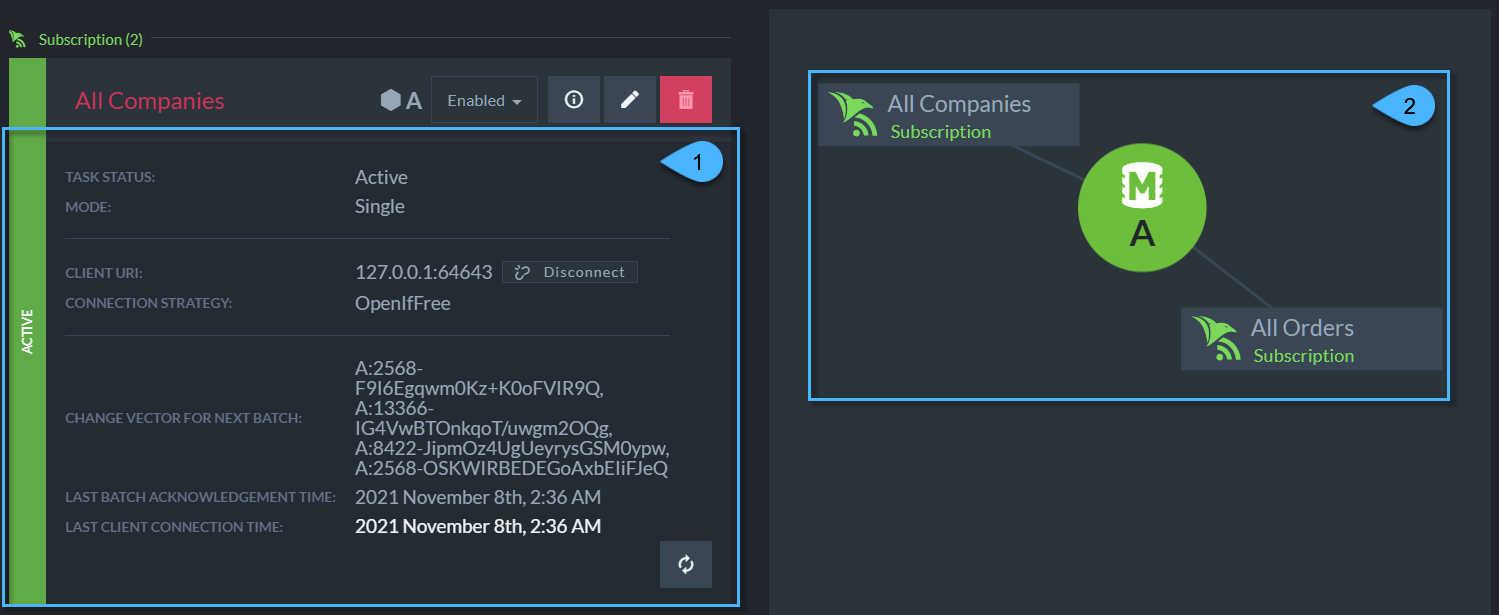 Subscription (2)
All Companies
A
Enabled
1
TASK STATUS: Active
MODE: Single
CLIENT URI: 127.0.0.1:64643 Disconnect
CONNECTION STRATEGY: OpenIfFree
ACTIVE
CHANGE VECTOR FOR NEXT BATCH:
A:2568-
F9I6Egqwm0Kz+K0oFVIR9Q,
A:13366-
IG4VwBTOnkqoT/uwgm2OQg,
A:8422-JipmOz4UgUeyrysGSM0ypw,
A:2568-OSKWIRBEDEGoAxbEIiFJeQ
LAST BATCH ACKNOWLEDGEMENT TIME: 2021 November 8th, 2:36 AM
LAST CLIENT CONNECTION TIME: 2021 November 8th, 2:36 AM
All Companies
Subscription
2
M
A
All Orders
Subscription